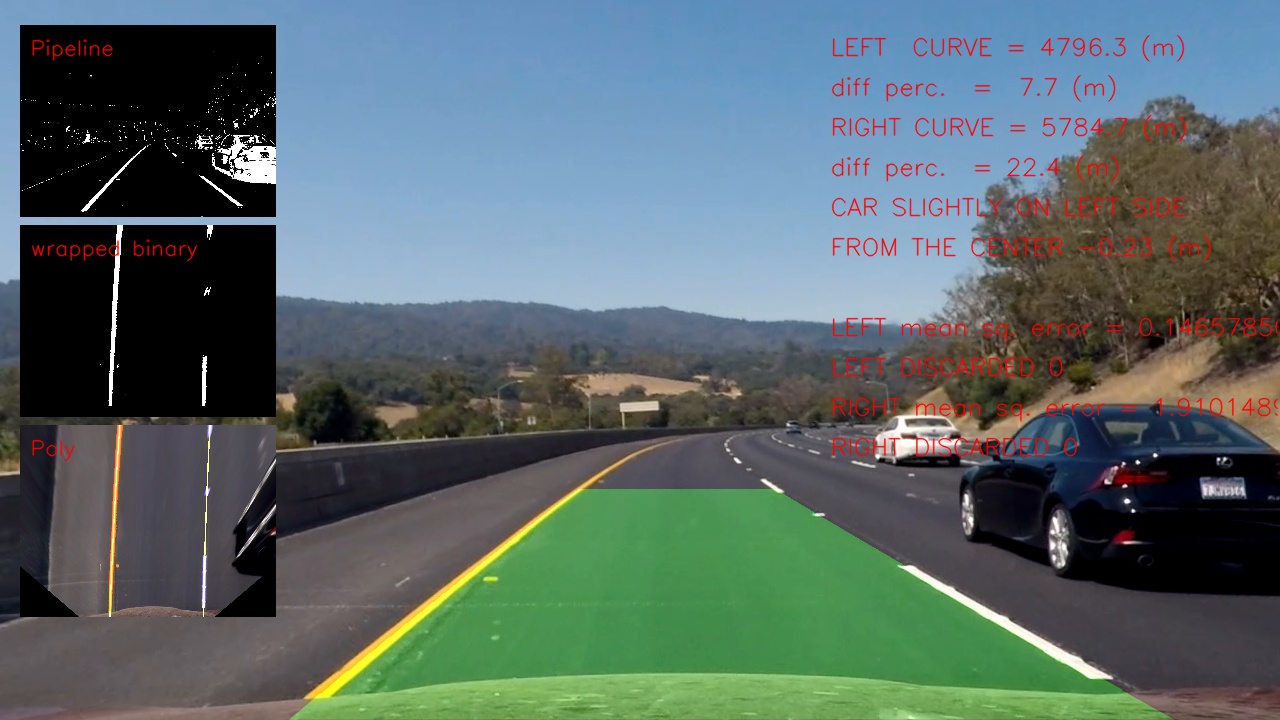 Pipeline
wrapped binary
Poly
LEFT CURVE = 4796.3 (m)
diff perc. = 7.7 (m)
RIGHT CURVE = 5784.7 (m)
diff perc. = 22.4 (m)
CAR SLIGHTLY ON LEFT SIDE
FROM THE CENTER -0.23 (m)
LEFT mean sq. error = 0.1465785
LEFT DISCARDED 0
RIGHT mean sq. error = 1.910148
RIGHT DISCARDED 0